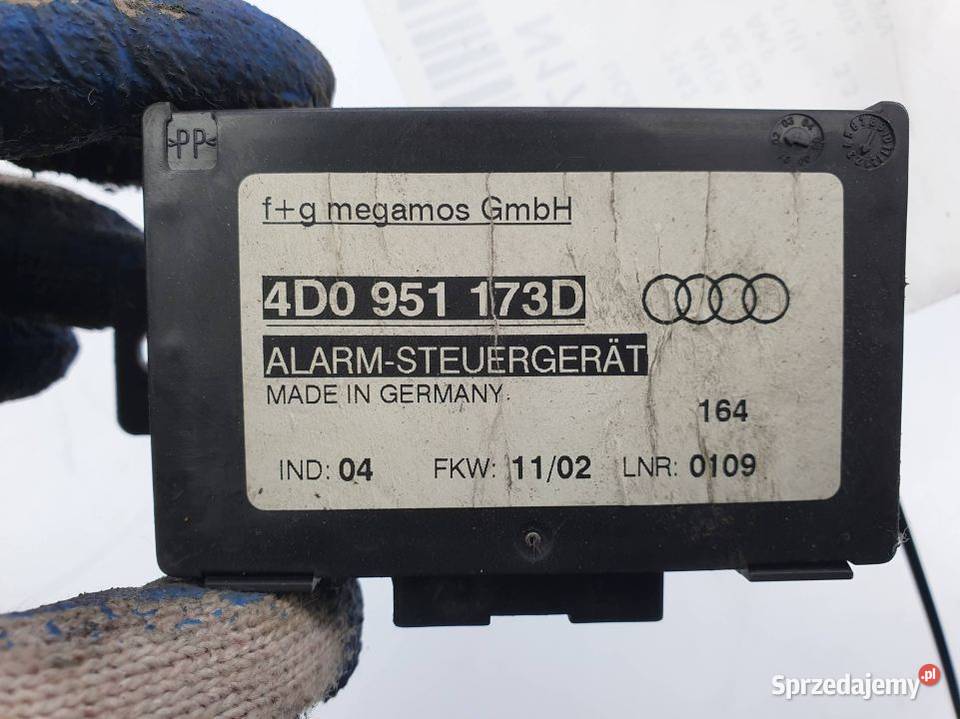 PP
f+g megamos GmbH
4D0 951 173D
ALARM-STEUERGERÄT
MADE IN GERMANY
164
IND: 04 FKW: 11/02 LNR: 0109
Sprzedajemy.pl